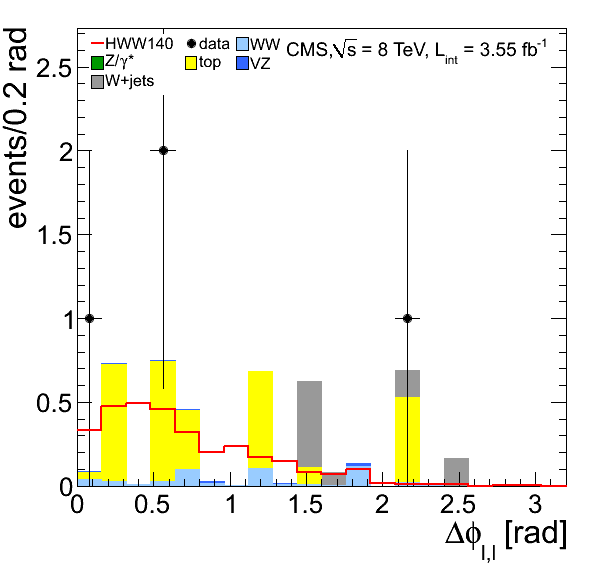 HWW140 data WW CMS,√s = 8 TeV, L_int = 3.55 fb⁻¹
Z/γ* top VZ
W+jets
events/0.2 rad
2.5
2
1.5
1
0.5
0
0 0.5 1 1.5 2 2.5 3
Δϕ_l,l [rad]